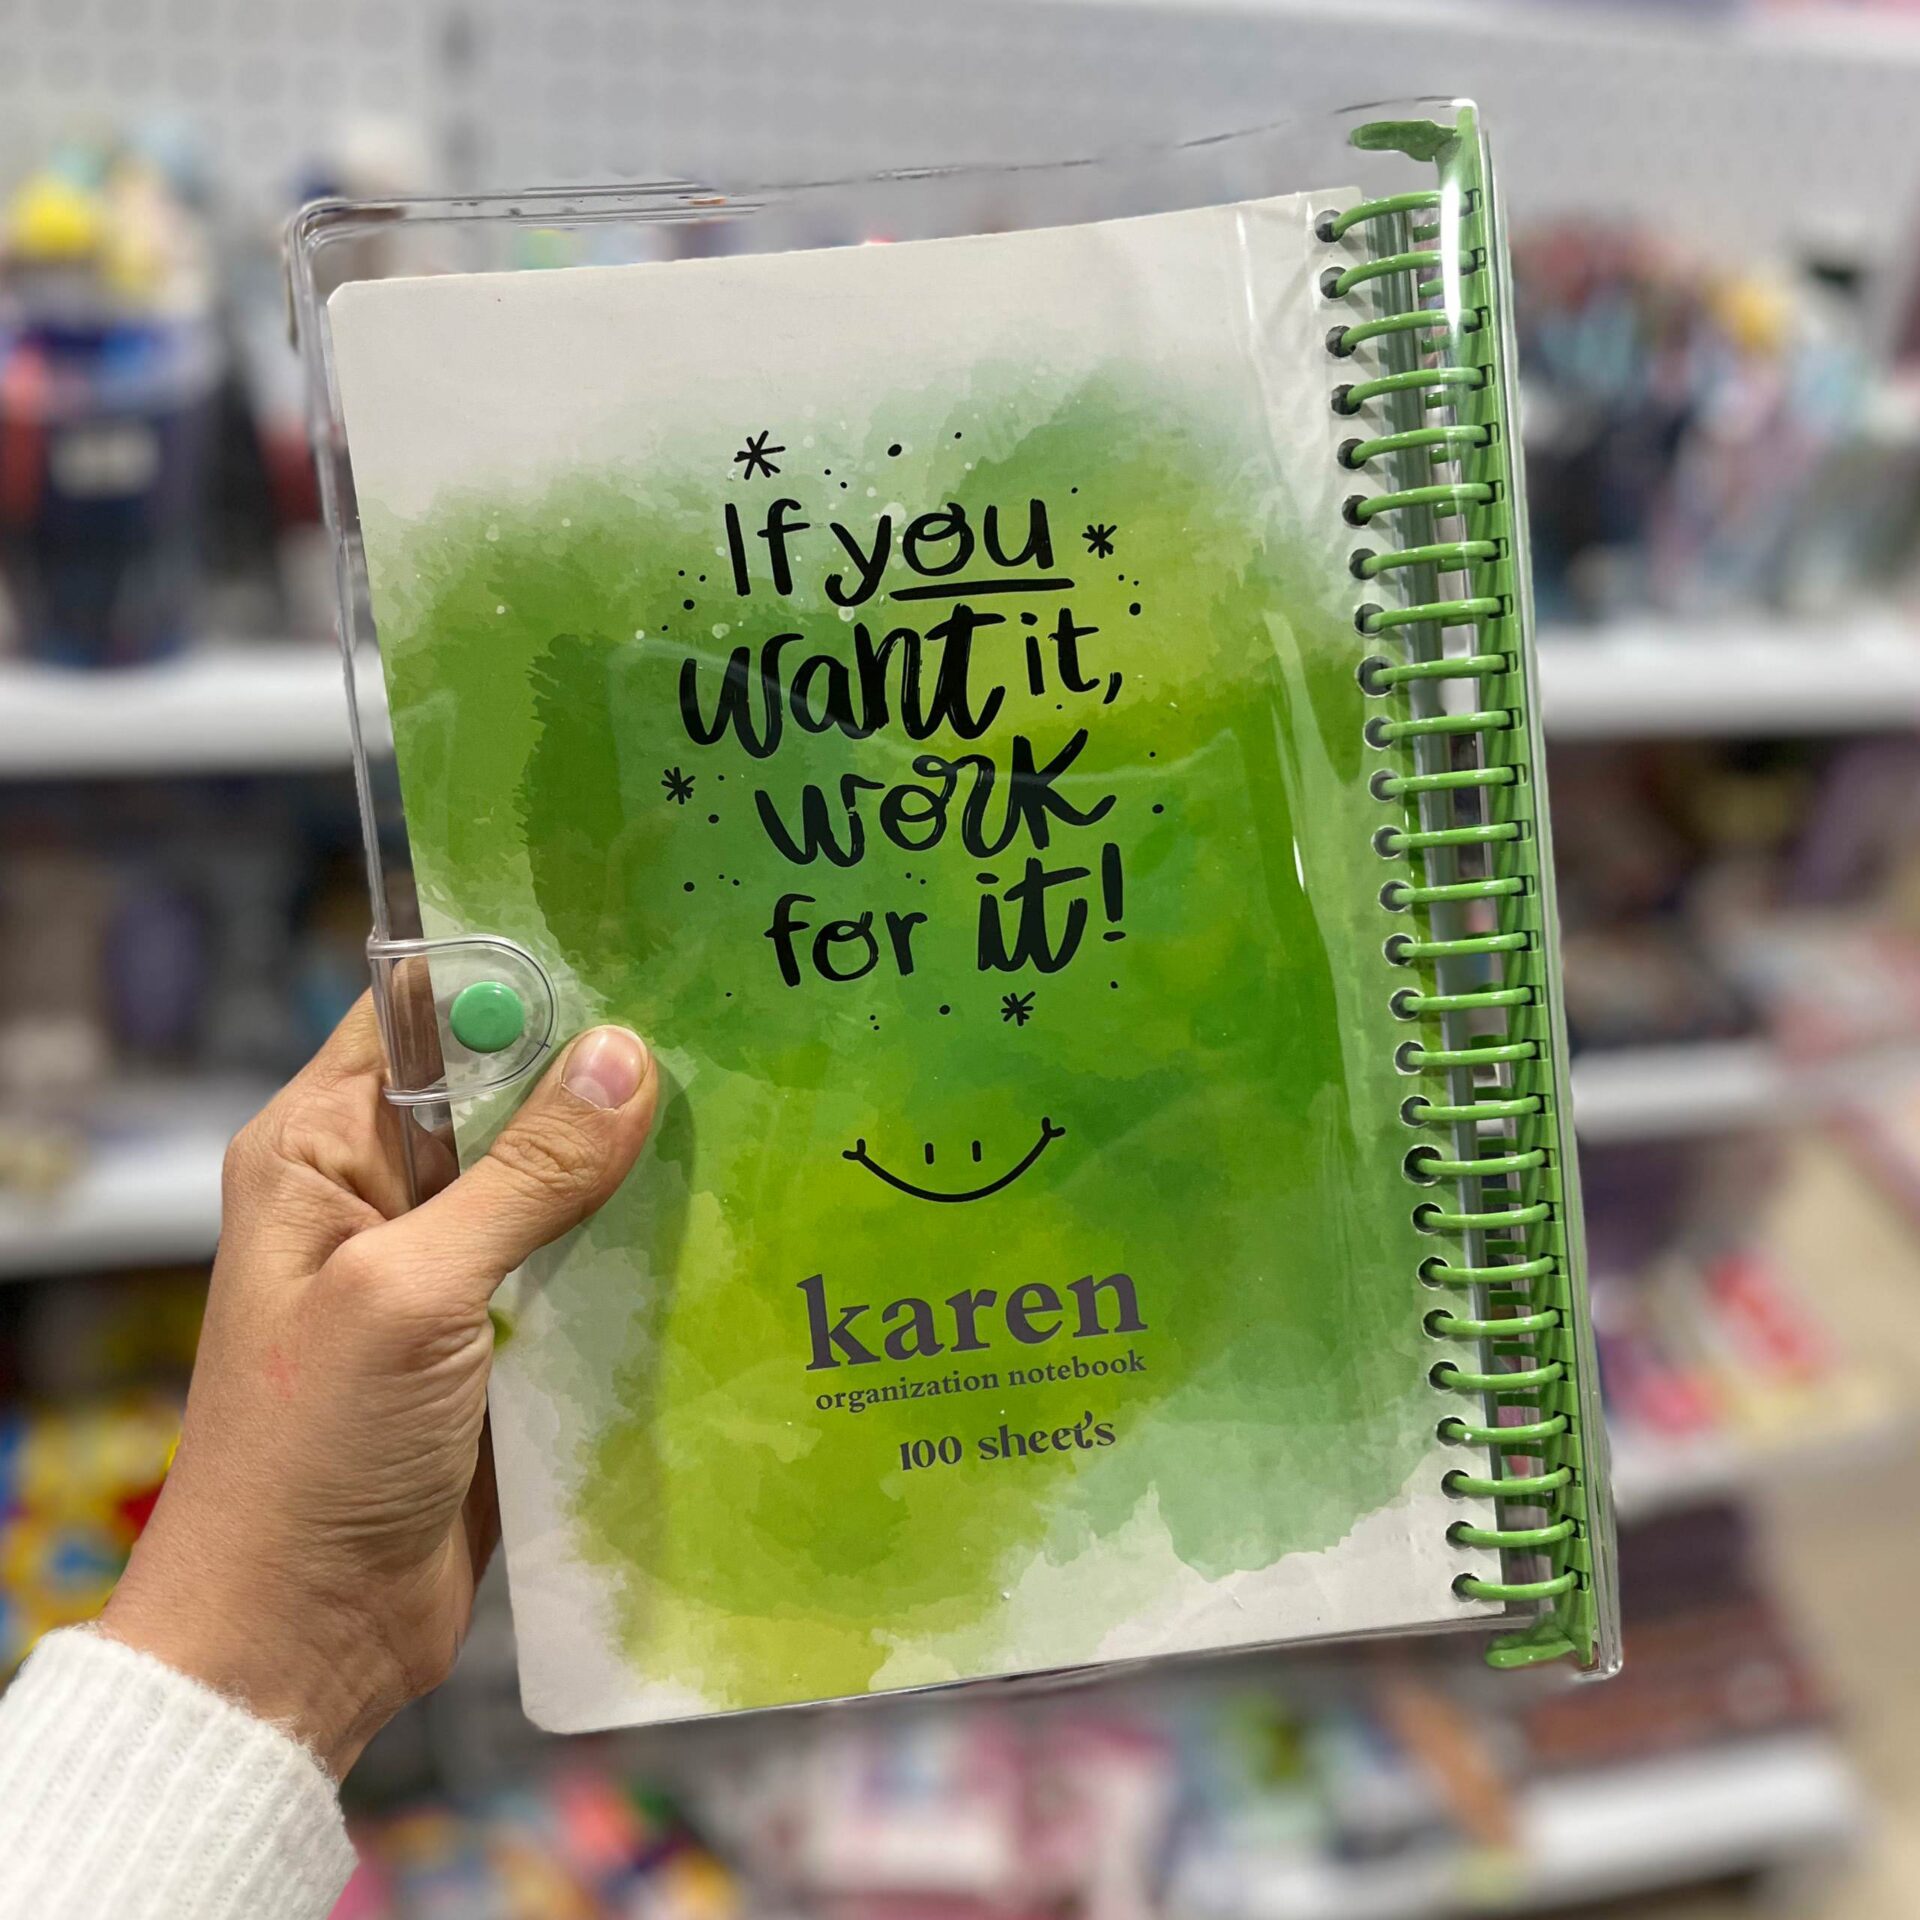 If you
want it,
work
for it!
karen
organization notebook
100 sheets